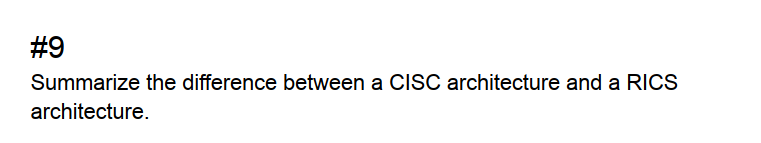 #9
Summarize the difference between a CISC architecture and a RICS
architecture.